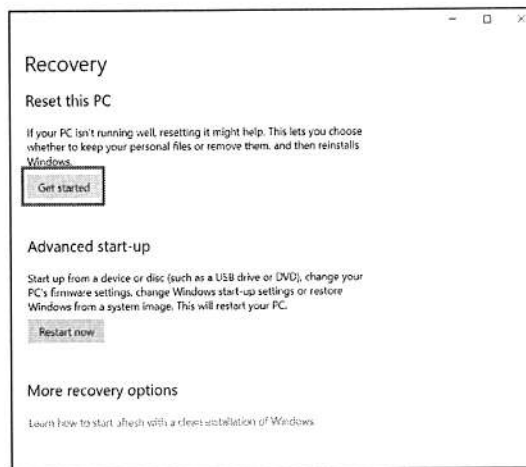 Recovery
Reset this PC
If your PC isn't running well, resetting it might help. This lets you choose
whether to keep your personal files or remove them, and then reinstalls
Windows.
Get started
Advanced start-up
Start up from a device or disc (such as a USB drive or DVD), change your
PC's firmware settings, change Windows start-up settings or restore
Windows from a system image. This will restart your PC.
Restart now
More recovery options
Learn how to start afresh with a clean installation of Windows